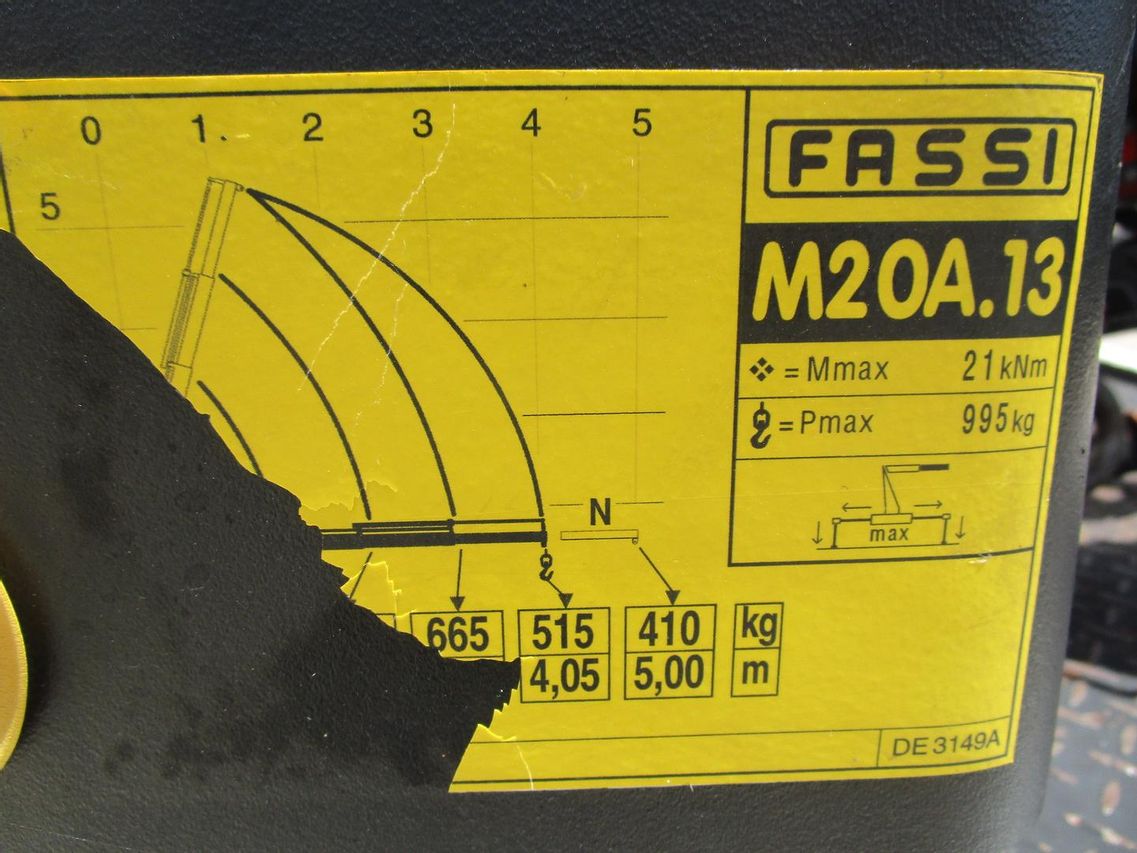 0 1. 2 3 4 5
5
FASSI
M20A.13
= Mmax 21 kNm
= Pmax 995 kg
max
N
665 515 410 kg
4,05 5,00 m
DE 3149A